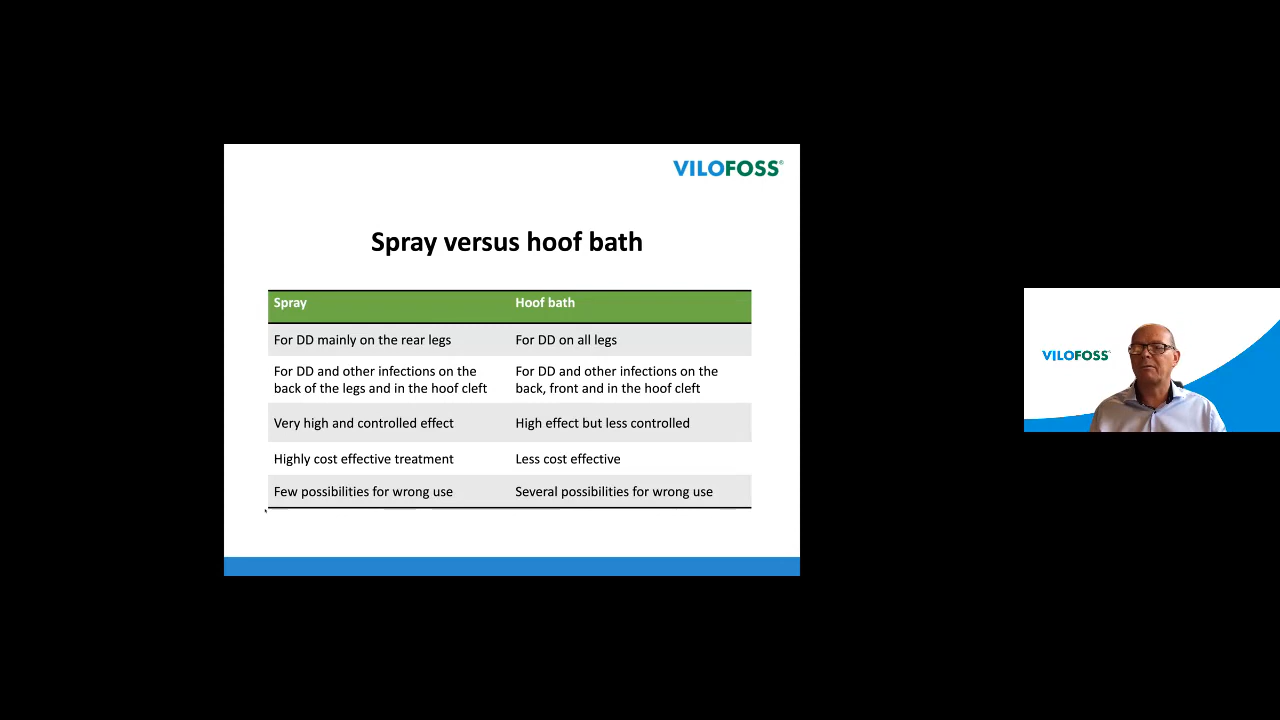 VILOFOSS®
Spray versus hoof bath
Spray Hoof bath
For DD mainly on the rear legs For DD on all legs
For DD and other infections on the For DD and other infections on the
back of the legs and in the hoof cleft back, front and in the hoof cleft
Very high and controlled effect High effect but less controlled
Highly cost effective treatment Less cost effective
Few possibilities for wrong use Several possibilities for wrong use
VILOFOSS